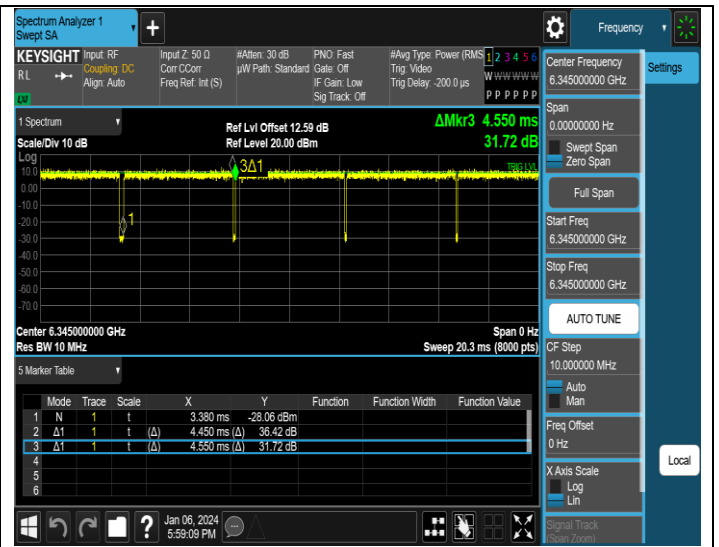 Spectrum Analyzer 1
Swept SA
+
Frequency
KEYSIGHT
RL
LXI
Input: RF
Coupling: DC
Align: Auto
Input Z: 50 Ω
Corr CCorr
Freq Ref: Int (S)
#Atten: 30 dB
µW Path: Standard
PNO: Fast
Gate: Off
IF Gain: Low
Sig Track: Off
#Avg Type: Power (RMS
Trig: Video
Trig Delay: -200.0 µs
1 2 3 4 5 6
W W W W W W
P P P P P P
1 Spectrum
Scale/Div 10 dB
Log
Ref Lvl Offset 12.59 dB
Ref Level 20.00 dBm
ΔMkr3 4.550 ms
31.72 dB
TRIG LVL
3Δ1
1
10.0
0.00
-10.0
-20.0
-30.0
-40.0
-50.0
-60.0
-70.0
Center 6.345000000 GHz
Res BW 10 MHz
Span 0 Hz
Sweep 20.3 ms (8000 pts)
5 Marker Table
Mode Trace Scale X Y Function Function Width Function Value
1 N 1 t 3.380 ms -28.06 dBm
2 Δ1 1 t (Δ) 4.450 ms (Δ) 36.42 dB
3 Δ1 1 t (Δ) 4.550 ms (Δ) 31.72 dB
4
5
6
?
Jan 06, 2024
5:59:09 PM
Center Frequency
6.345000000 GHz
Span
0.00000000 Hz
Swept Span
Zero Span
Full Span
Start Freq
6.345000000 GHz
Stop Freq
6.345000000 GHz
AUTO TUNE
CF Step
10.000000 MHz
Auto
Man
Freq Offset
0 Hz
X Axis Scale
Log
Lin
Signal Track
(Span Zoom)
Settings
Local